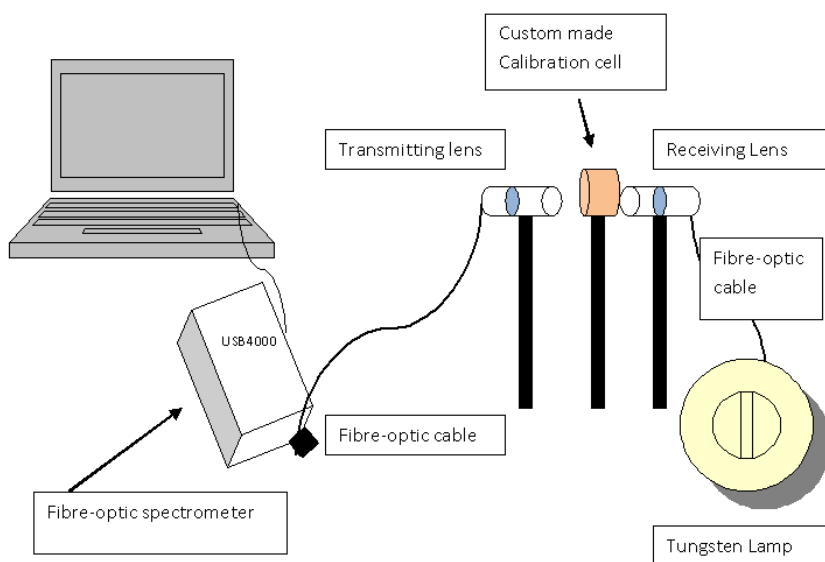 Custom made
Calibration cell
Transmitting lens
Receiving Lens
Fibre-optic
cable
USB4000
Fibre-optic cable
Fibre-optic spectrometer
Tungsten Lamp